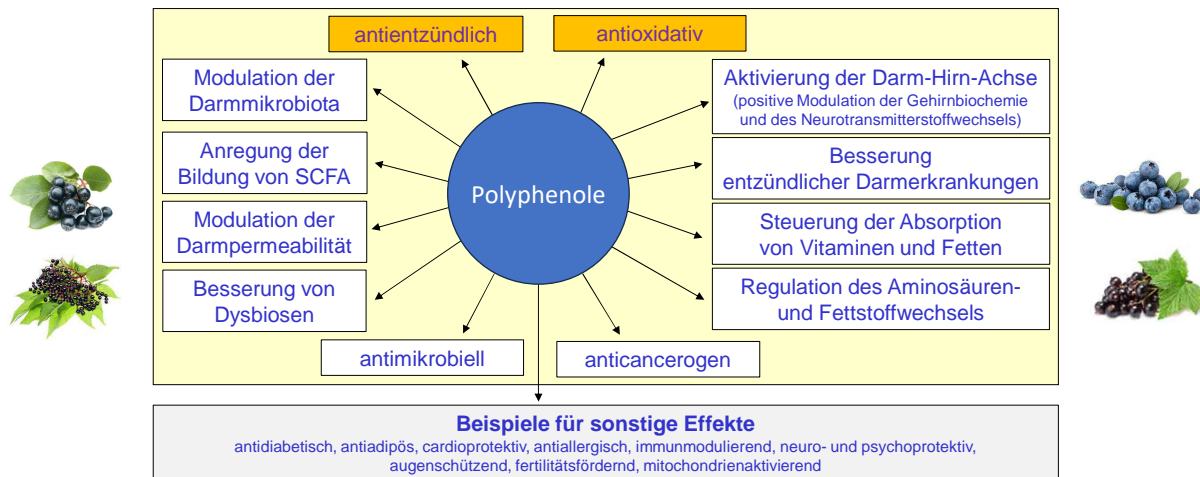 antientzündlich
antioxidativ
Modulation der
Darmmikrobiota
Anregung der
Bildung von SCFA
Modulation der
Darmpermeabilität
Besserung von
Dysbiosen
Polyphenole
Aktivierung der Darm-Hirn-Achse
(positive Modulation der Gehirnbiochemie
und des Neurotransmitterstoffwechsels)
Besserung
entzündlicher Darmerkrankungen
Steuerung der Absorption
von Vitaminen und Fetten
Regulation des Aminosäuren-
und Fettstoffwechsels
antimikrobiell
anticancerogen
Beispiele für sonstige Effekte
antidiabetisch, antiadipös, cardioprotektiv, antiallergisch, immunmodulierend, neuro- und psychoprotektiv,
augenschützend, fertilitätsfördernd, mitochondrienaktivierend